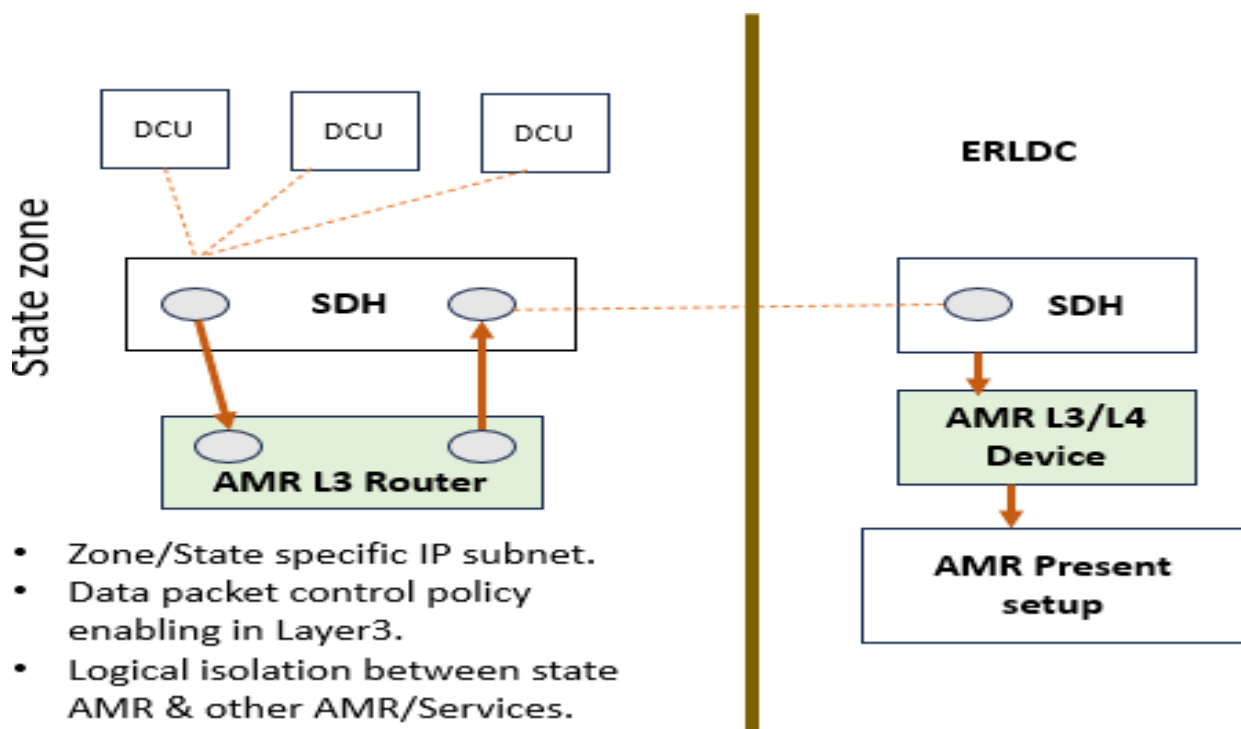 DCU
DCU
DCU
ERLDC
State zone
SDH
SDH
AMR L3 Router
AMR L3/L4
Device
AMR Present
setup
• Zone/State specific IP subnet.
• Data packet control policy
enabling in Layer3.
• Logical isolation between state
AMR & other AMR/Services.